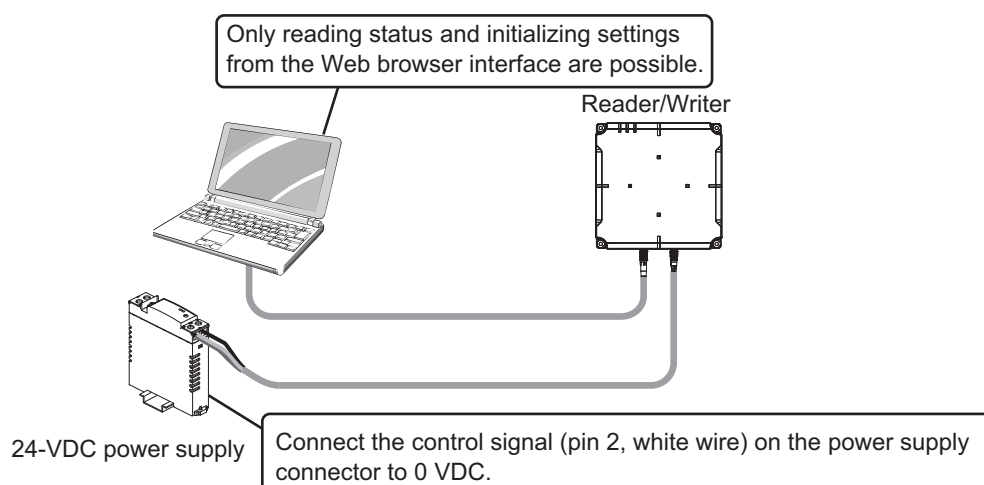 Only reading status and initializing settings
from the Web browser interface are possible.
Reader/Writer
24-VDC power supply
Connect the control signal (pin 2, white wire) on the power supply
connector to 0 VDC.